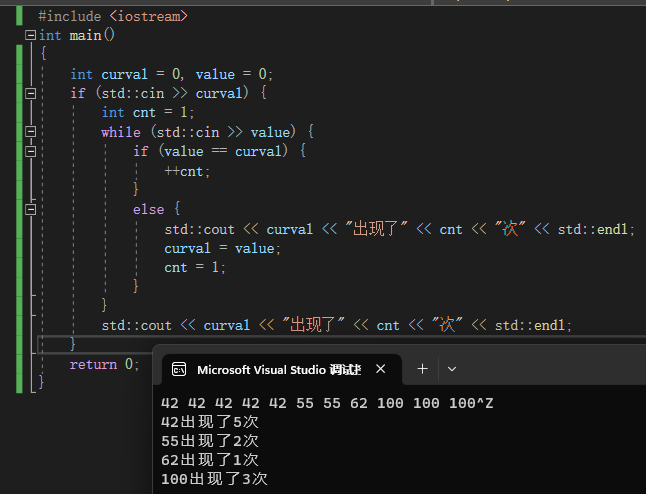 #include <iostream>
int main()
{
int curval = 0, value = 0;
if (std::cin >> curval) {
int cnt = 1;
while (std::cin >> value) {
if (value == curval) {
++cnt;
}
else {
std::cout << curval << "出现了" << cnt << "次" << std::endl;
curval = value;
cnt = 1;
}
}
std::cout << curval << "出现了" << cnt << "次" << std::endl;
}
return 0;
}
Microsoft Visual Studio 调试控
42 42 42 42 42 55 55 62 100 100 100^Z
42出现了5次
55出现了2次
62出现了1次
100出现了3次